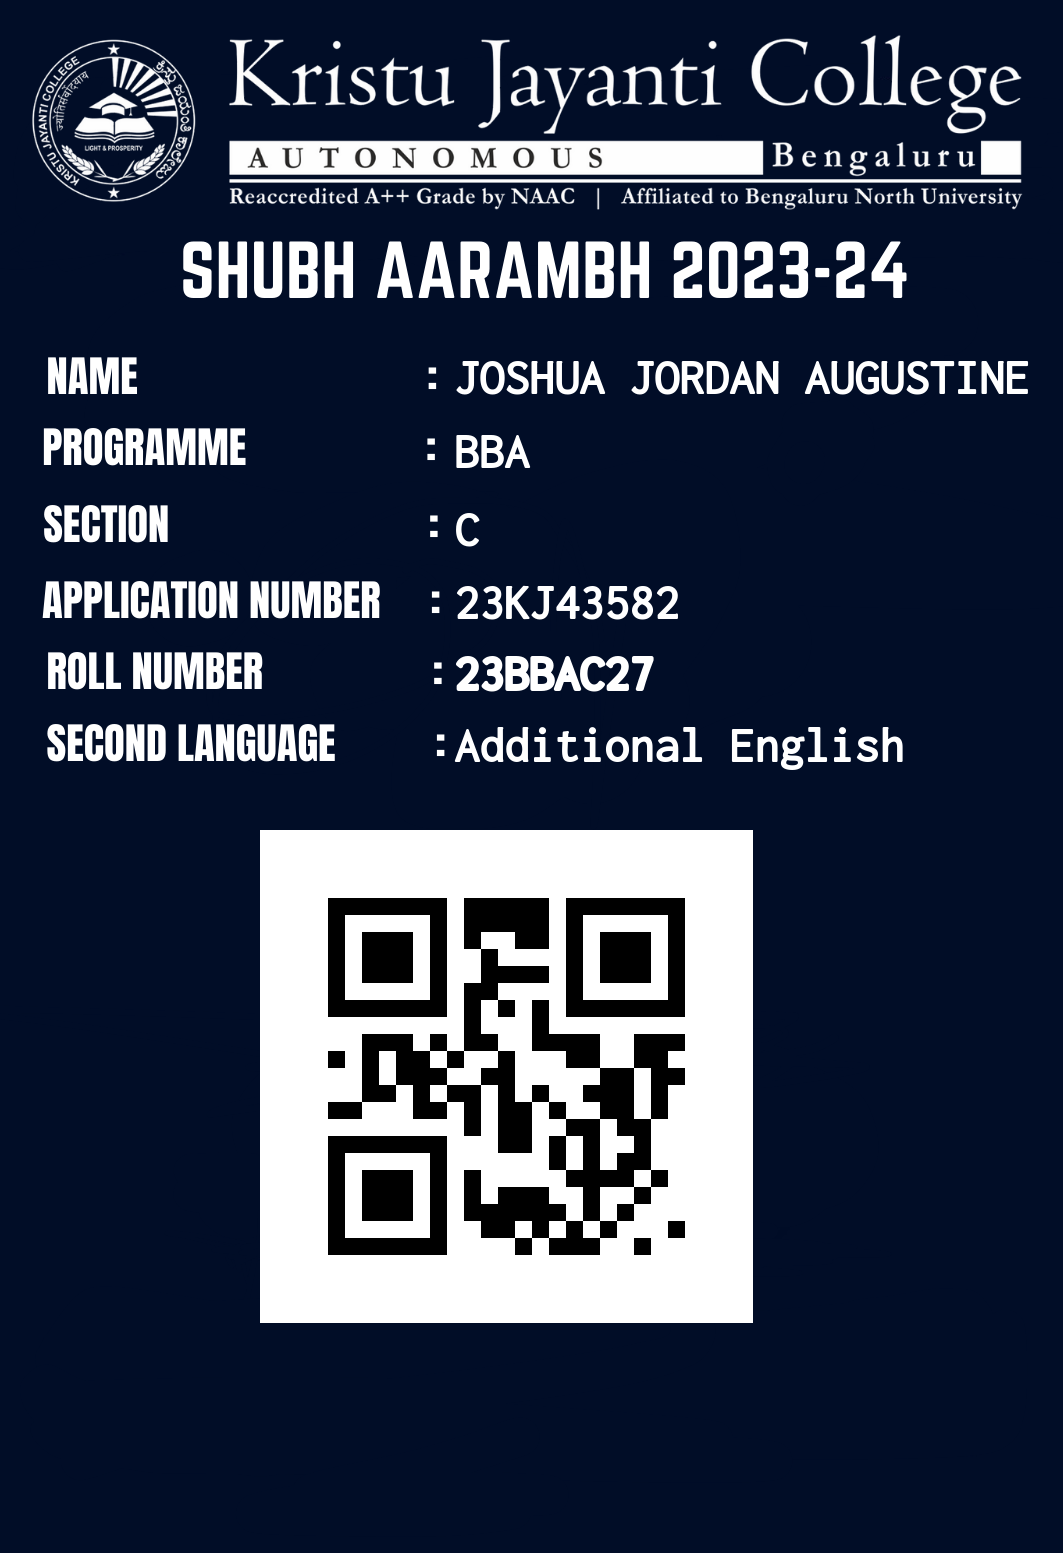 Kristu Jayanti College
AUTONOMOUS Bengaluru
Reaccredited A++ Grade by NAAC | Affiliated to Bengaluru North University
KRISTU JAYANTI COLLEGE
ಕ್ರಿಸ್ತು ಜಯಂತಿ ಕಾಲೇಜು
LIGHT & PROSPERITY
SHUBH AARAMBH 2023-24
NAME : JOSHUA JORDAN AUGUSTINE
PROGRAMME : BBA
SECTION : C
APPLICATION NUMBER : 23KJ43582
ROLL NUMBER : 23BBAC27
SECOND LANGUAGE : Additional English